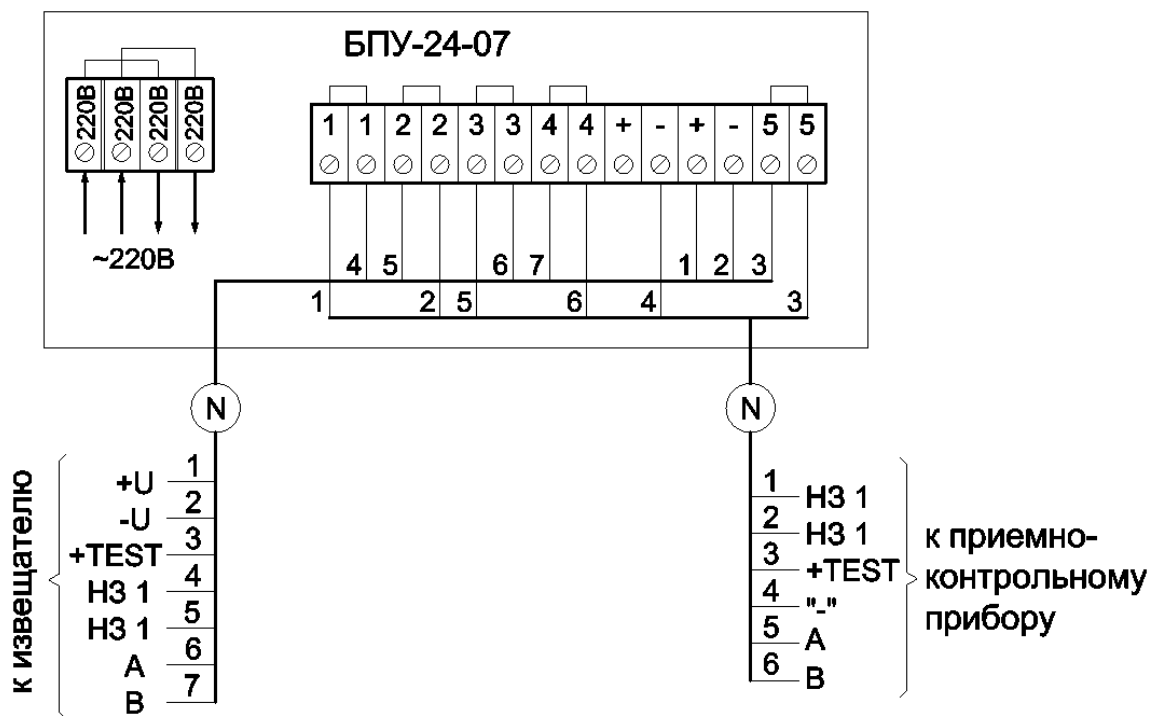 БПУ-24-07
220В 220В 220В 220В
1 1 2 2 3 3 4 4 + - + - 5 5
~220В
4 5 6 7 1 2 3
1 2 5 6 4 3
N N
к извещателю
1
+U
2
-U
3
+TEST
4
НЗ 1
5
НЗ 1
6
A
7
B
1
НЗ 1
2
НЗ 1
3
+TEST
4
"-"
5
A
6
B
к приемно-
контрольному
прибору